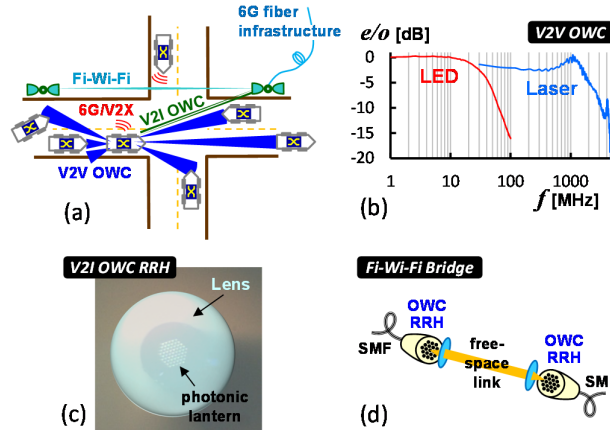 6G fiber
infrastructure
(a)
Fi-Wi-Fi
6G/V2X
V2I OWC
V2V OWC
e/o [dB]
V2V OWC
0
-5
-10
-15
-20
LED
Laser
1
10
100
1000
f [MHz]
(b)
V2I OWC RRH
Lens
photonic
lantern
(c)
Fi-Wi-Fi Bridge
OWC
RRH
SMF
free-
space
link
OWC
RRH
SM
(d)